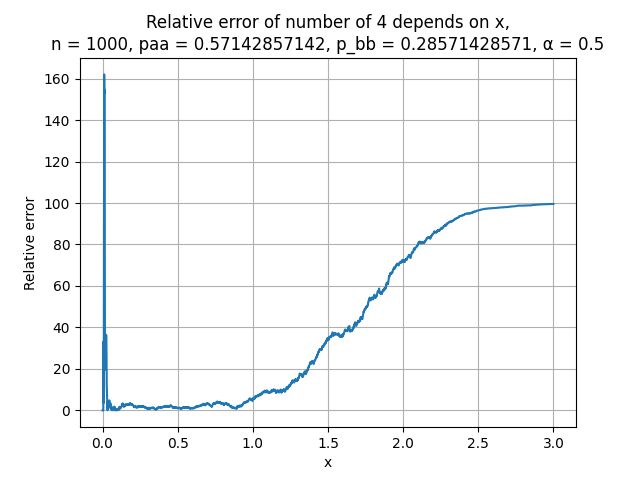 Relative error of number of 4 depends on x,
n = 1000, paa = 0.57142857142, p_bb = 0.28571428571, α = 0.5
Relative error
160
140
120
100
80
60
40
20
0
0.0 0.5 1.0 1.5 2.0 2.5 3.0
x